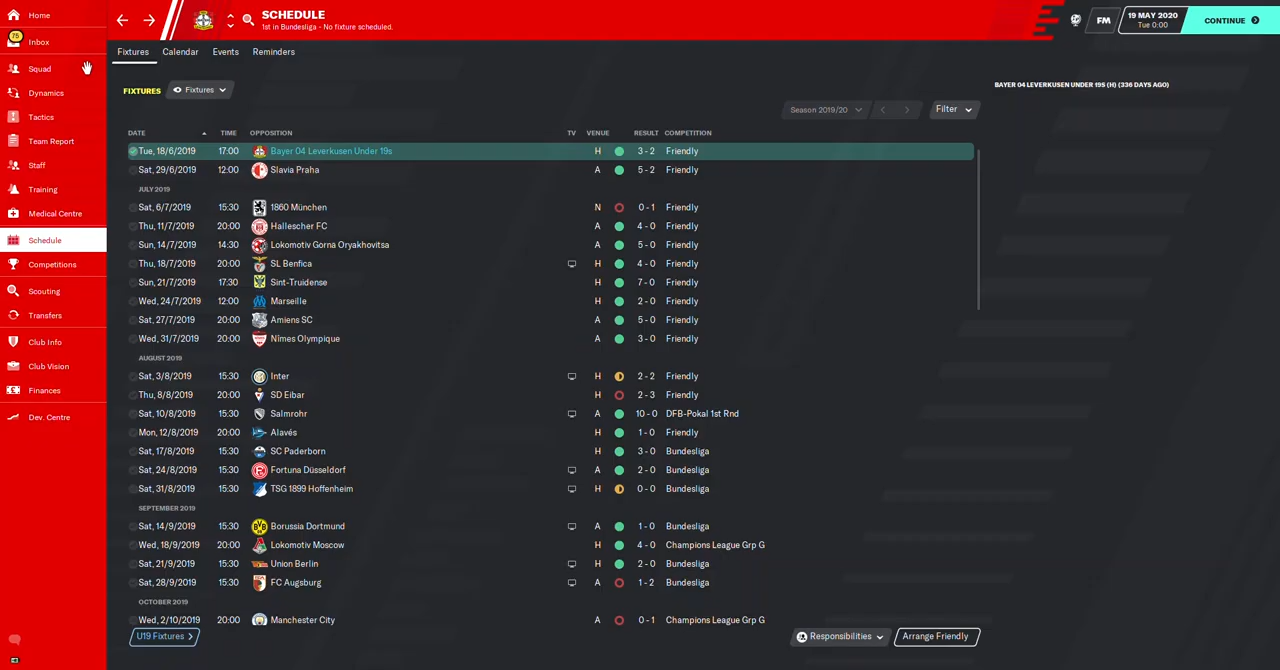 Home
75
Inbox
Squad
Dynamics
Tactics
Team Report
Staff
Training
Medical Centre
Schedule
Competitions
Scouting
Transfers
Club Info
Club Vision
Finances
Dev. Centre
SCHEDULE
1st in Bundesliga - No fixture scheduled.
FM
19 MAY 2020
Tue 0:00
CONTINUE
Fixtures Calendar Events Reminders
FIXTURES Fixtures
BAYER 04 LEVERKUSEN UNDER 19S (H) (336 DAYS AGO)
Season 2019/20 Filter
DATE TIME OPPOSITION TV VENUE RESULT COMPETITION
Tue, 18/6/2019 17:00 Bayer 04 Leverkusen Under 19s H 3 - 2 Friendly
Sat, 29/6/2019 12:00 Slavia Praha A 5 - 2 Friendly
JULY 2019
Sat, 6/7/2019 15:30 1860 München N 0 - 1 Friendly
Thu, 11/7/2019 20:00 Hallescher FC A 4 - 0 Friendly
Sun, 14/7/2019 14:30 Lokomotiv Gorna Oryakhovitsa A 5 - 0 Friendly
Thu, 18/7/2019 20:00 SL Benfica H 4 - 0 Friendly
Sun, 21/7/2019 17:30 Sint-Truidense H 7 - 0 Friendly
Wed, 24/7/2019 12:00 Marseille H 2 - 0 Friendly
Sat, 27/7/2019 20:00 Amiens SC A 5 - 0 Friendly
Wed, 31/7/2019 20:00 Nîmes Olympique A 3 - 0 Friendly
AUGUST 2019
Sat, 3/8/2019 15:30 Inter H 2 - 2 Friendly
Thu, 8/8/2019 20:00 SD Eibar H 2 - 3 Friendly
Sat, 10/8/2019 15:30 Salmrohr A 10 - 0 DFB-Pokal 1st Rnd
Mon, 12/8/2019 20:00 Alavés H 1 - 0 Friendly
Sat, 17/8/2019 15:30 SC Paderborn H 3 - 0 Bundesliga
Sat, 24/8/2019 15:30 Fortuna Düsseldorf A 2 - 0 Bundesliga
Sat, 31/8/2019 15:30 TSG 1899 Hoffenheim H 0 - 0 Bundesliga
SEPTEMBER 2019
Sat, 14/9/2019 15:30 Borussia Dortmund A 1 - 0 Bundesliga
Wed, 18/9/2019 20:00 Lokomotiv Moscow H 4 - 0 Champions League Grp G
Sat, 21/9/2019 15:30 Union Berlin H 2 - 0 Bundesliga
Sat, 28/9/2019 15:30 FC Augsburg A 1 - 2 Bundesliga
OCTOBER 2019
Wed, 2/10/2019 20:00 Manchester City A 0 - 1 Champions League Grp G
U19 Fixtures Responsibilities Arrange Friendly